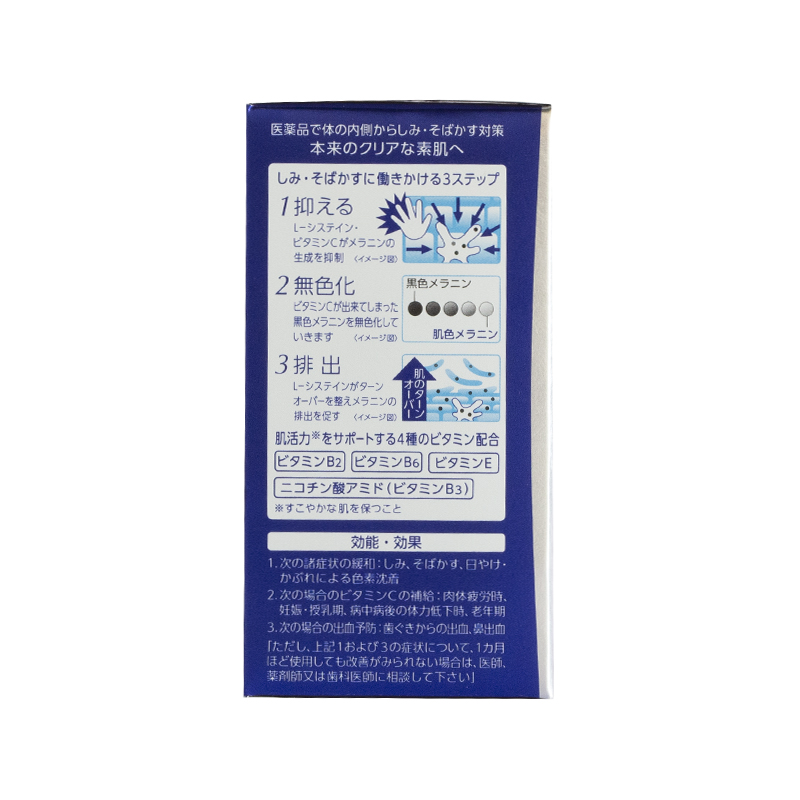 医薬品で体の内側からしみ・そばかす対策
本来のクリアな素肌へ
しみ・そばかすに働きかける3ステップ
1 抑える
L-システイン・
ビタミンCがメラニンの
生成を抑制 〈イメージ図〉
2 無色化
ビタミンCが出来てしまった
黒色メラニンを無色化して
いきます 〈イメージ図〉
黒色メラニン
肌色メラニン
3 排出
L-システインがターン
オーバーを整えメラニンの
排出を促す 〈イメージ図〉
肌のターン
オーバー
肌活力※をサポートする4種のビタミン配合
ビタミンB2 ビタミンB6 ビタミンE
ニコチン酸アミド(ビタミンB3)
※すこやかな肌を保つこと
効能・効果
1.次の諸症状の緩和:しみ、そばかす、日やけ・
かぶれによる色素沈着
2.次の場合のビタミンCの補給:肉体疲労時、
妊娠・授乳期、病中病後の体力低下時、老年期
3.次の場合の出血予防:歯ぐきからの出血、鼻出血
「ただし、上記1および3の症状について、1カ月
ほど使用しても改善がみられない場合は、医師、
薬剤師又は歯科医師に相談して下さい」